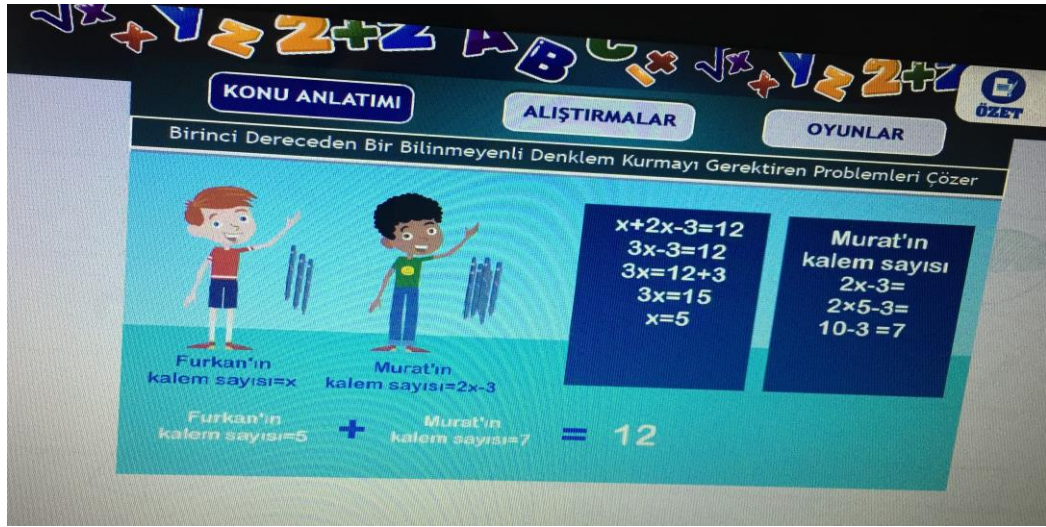 √x + Y Z 2+Z A B C - x √x + Y Z 2+Z
KONU ANLATIMI
ALIŞTIRMALAR
OYUNLAR
ÖZET
Birinci Dereceden Bir Bilinmeyenli Denklem Kurmayı Gerektiren Problemleri Çözer
Furkan'ın
kalem sayısı=x
Murat'ın
kalem sayısı=2x-3
x+2x-3=12
3x-3=12
3x=12+3
3x=15
x=5
Murat'ın
kalem sayısı
2x-3=
2×5-3=
10-3 =7
Furkan'ın
kalem sayısı=5
+
Murat'ın
kalem sayısı=7
= 12